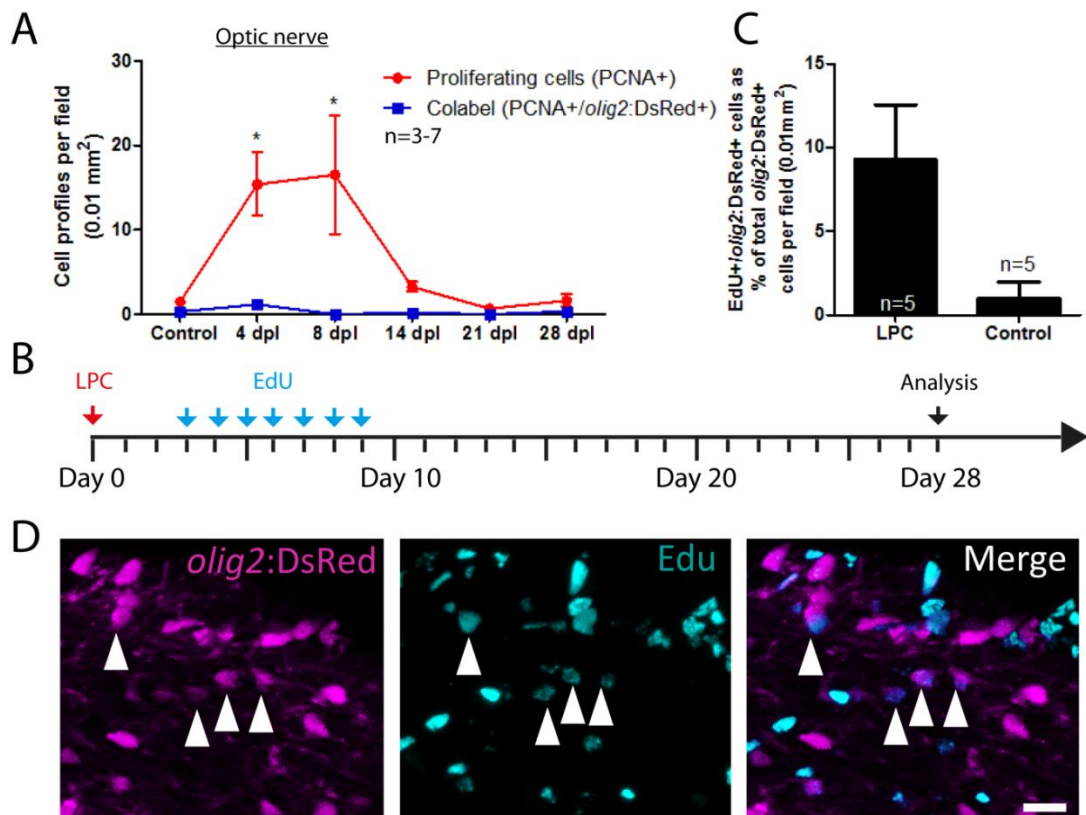 A
Optic nerve
Cell profiles per field
(0.01 mm²)
30
20
10
0
Control 4 dpl 8 dpl 14 dpl 21 dpl 28 dpl
*
*
Proliferating cells (PCNA+)
Colabel (PCNA+/olig2:DsRed+)
n=3-7
C
EdU+/olig2:DsRed+ cells as
% of total olig2:DsRed+
cells per field (0.01mm²)
15
10
5
0
n=5
n=5
LPC Control
B
LPC EdU Analysis
Day 0 Day 10 Day 20 Day 28
D
olig2:DsRed
Edu
Merge